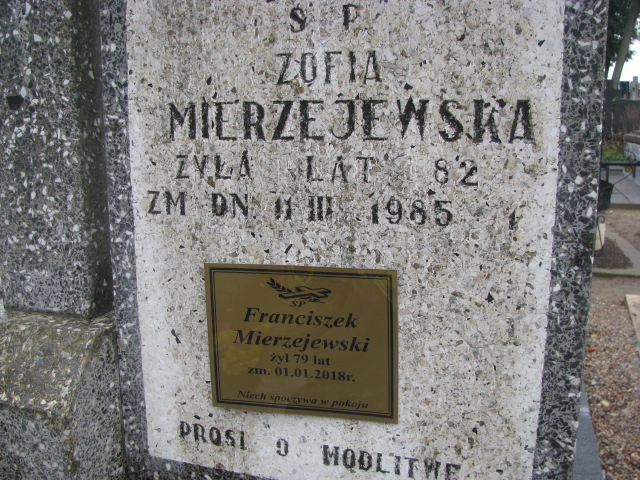 Ś P
ZOFIA
MIERZEJEWSKA
ŻYŁA LAT 82
ZM DN 11 III 1985
ŚP
Franciszek
Mierzejewski
żył 79 lat
zm. 01.01.2018r.
Niech spoczywa w pokoju
PROSI O MODLITWĘ